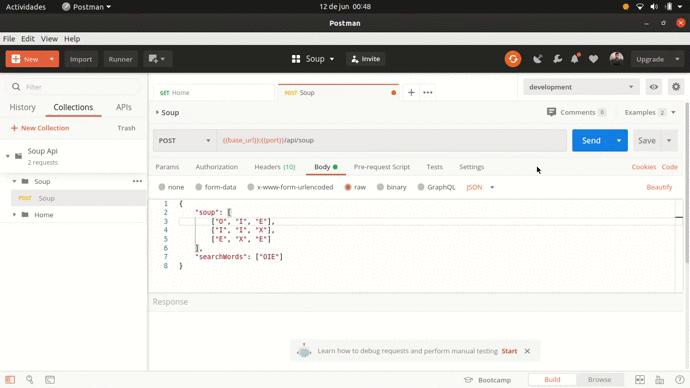 Actividades Postman 12 de jun 00:48
Postman
File Edit View Help
New Import Runner Soup Invite Upgrade
Filter
History Collections APIs
+ New Collection Trash
Soup Api
2 requests
Soup
POST Soup
Home
GET Home POST Soup development
Soup Comments 0 Examples 2
POST {{base_url}}:{{port}}/api/soup Send Save
Params Authorization Headers (10) Body Pre-request Script Tests Settings Cookies Code
none form-data x-www-form-urlencoded raw binary GraphQL JSON Beautify
1 {
2 "soup": [
3 ["O", "I", "E"],
4 ["I", "I", "X"],
5 ["E", "X", "E"]
6 ],
7 "searchWords": ["OIE"]
8 }
Response
Learn how to debug requests and perform manual testing Start
Bootcamp Build Browse